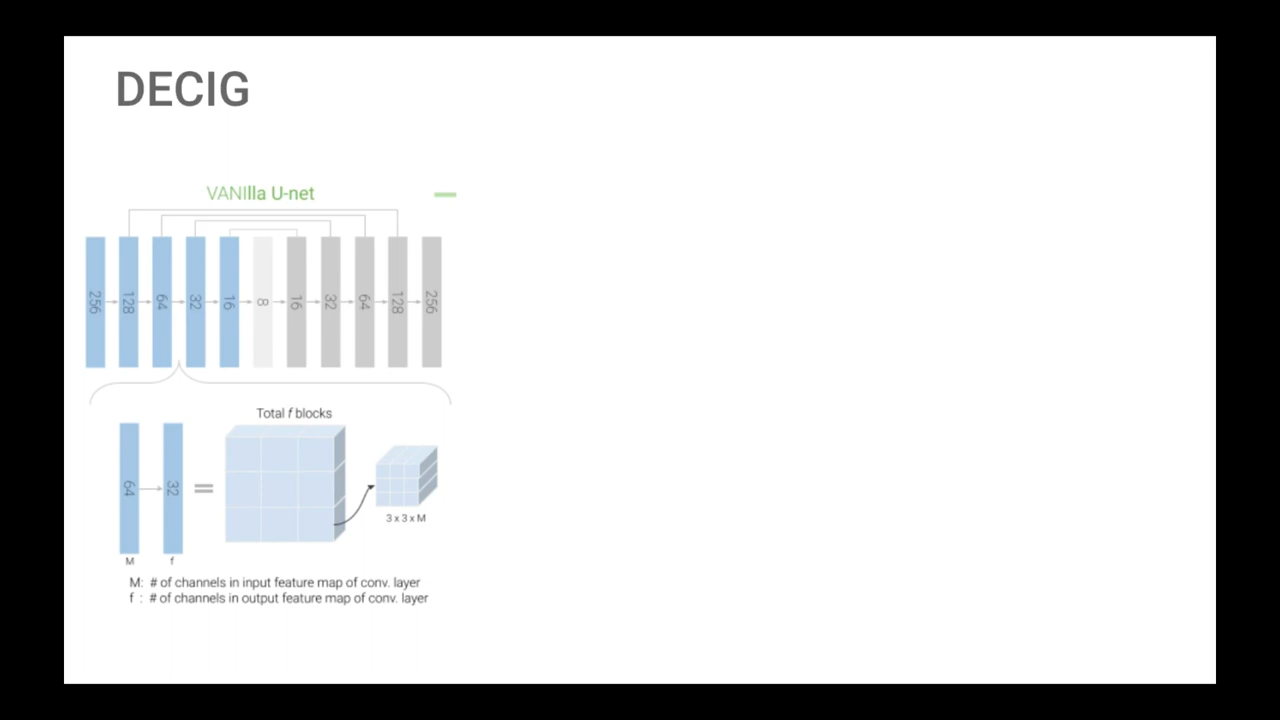 DECIG
VANIlla U-net
256 128 64 32 16 8 16 32 64 128 256
Total f blocks
64 32
3 x 3 x M
M f
M: # of channels in input feature map of conv. layer
f : # of channels in output feature map of conv. layer